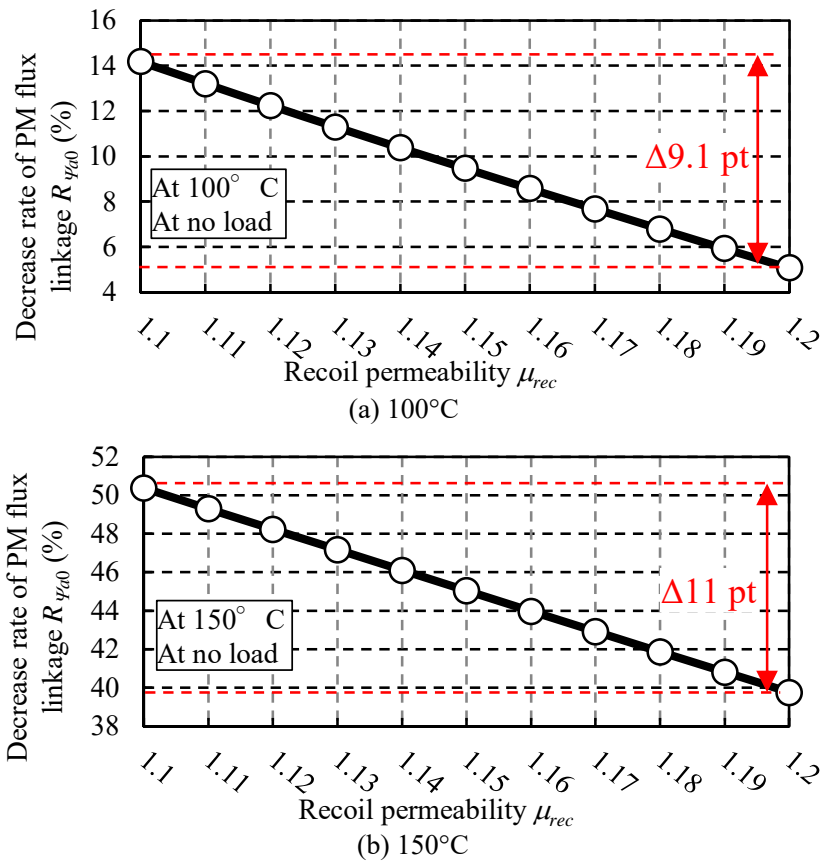 16
14
12
10
8
6
4
Decrease rate of PM flux
linkage R_Ψa0 (%)
At 100° C
At no load
Δ9.1 pt
1.1 1.11 1.12 1.13 1.14 1.15 1.16 1.17 1.18 1.19 1.2
Recoil permeability μ_rec
(a) 100°C
52
50
48
46
44
42
40
38
Decrease rate of PM flux
linkage R_Ψa0 (%)
At 150° C
At no load
Δ11 pt
1.1 1.11 1.12 1.13 1.14 1.15 1.16 1.17 1.18 1.19 1.2
Recoil permeability μ_rec
(b) 150°C